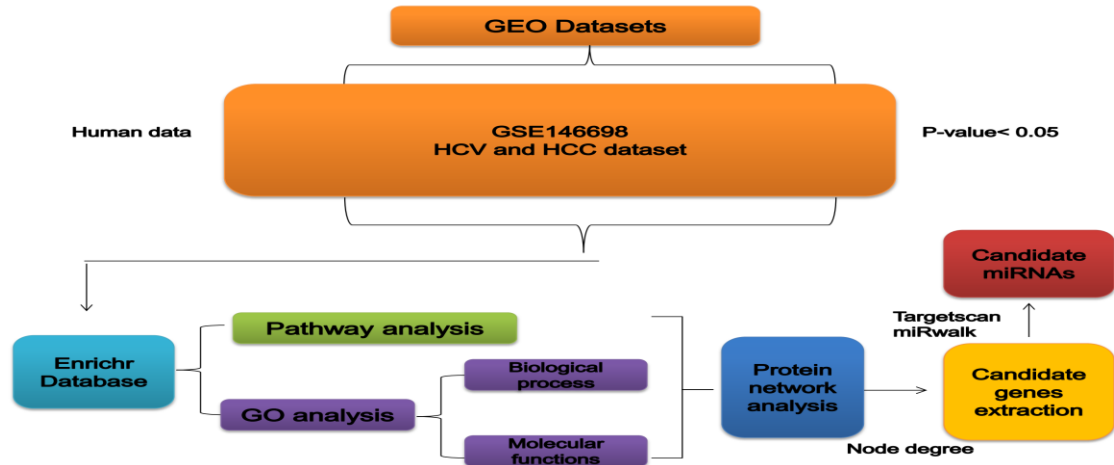 GEO Datasets
Human data
GSE146698
HCV and HCC dataset
P-value< 0.05
Candidate
miRNAs
Targetscan
miRwalk
Pathway analysis
Enrichr
Database
GO analysis
Biological
process
Molecular
functions
Protein
network
analysis
Node degree
Candidate
genes
extraction